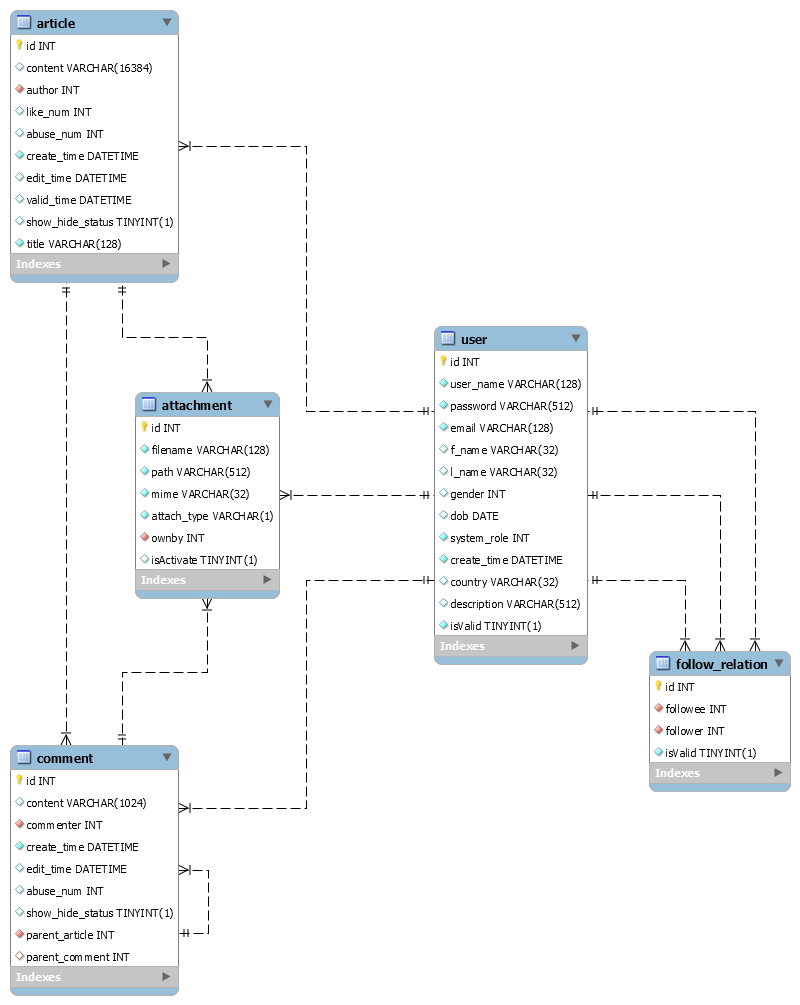 article
id INT
content VARCHAR(16384)
author INT
like_num INT
abuse_num INT
create_time DATETIME
edit_time DATETIME
valid_time DATETIME
show_hide_status TINYINT(1)
title VARCHAR(128)
Indexes
attachment
id INT
filename VARCHAR(128)
path VARCHAR(512)
mime VARCHAR(32)
attach_type VARCHAR(1)
ownby INT
isActivate TINYINT(1)
Indexes
user
id INT
user_name VARCHAR(128)
password VARCHAR(512)
email VARCHAR(128)
f_name VARCHAR(32)
l_name VARCHAR(32)
gender INT
dob DATE
system_role INT
create_time DATETIME
country VARCHAR(32)
description VARCHAR(512)
isValid TINYINT(1)
Indexes
follow_relation
id INT
followee INT
follower INT
isValid TINYINT(1)
Indexes
comment
id INT
content VARCHAR(1024)
commenter INT
create_time DATETIME
edit_time DATETIME
abuse_num INT
show_hide_status TINYINT(1)
parent_article INT
parent_comment INT
Indexes